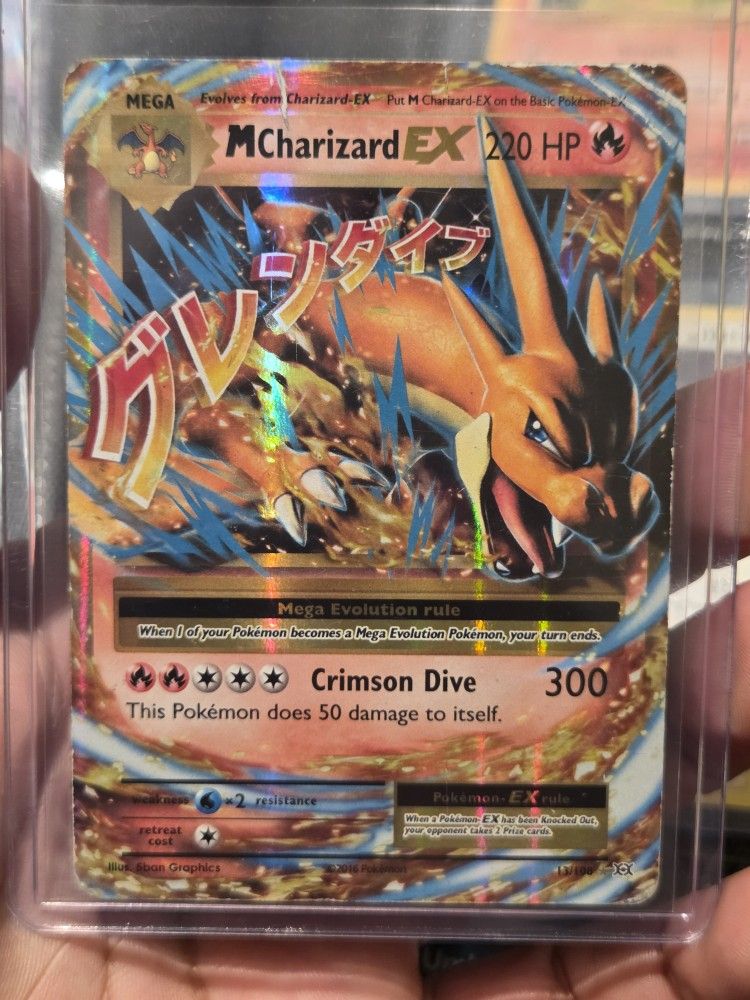 MEGA
Evolves from Charizard-EX Put M Charizard-EX on the Basic Pokémon-EX
MCharizard EX 220 HP
グレンダイブ
Mega Evolution rule
When 1 of your Pokémon becomes a Mega Evolution Pokémon, your turn ends.
Crimson Dive 300
This Pokémon does 50 damage to itself.
weakness ×2 resistance
retreat
cost
Pokémon-EX rule
When a Pokémon-EX has been Knocked Out,
your opponent takes 2 Prize cards.
Illus. 5ban Graphics ©2016 Pokémon 13/108